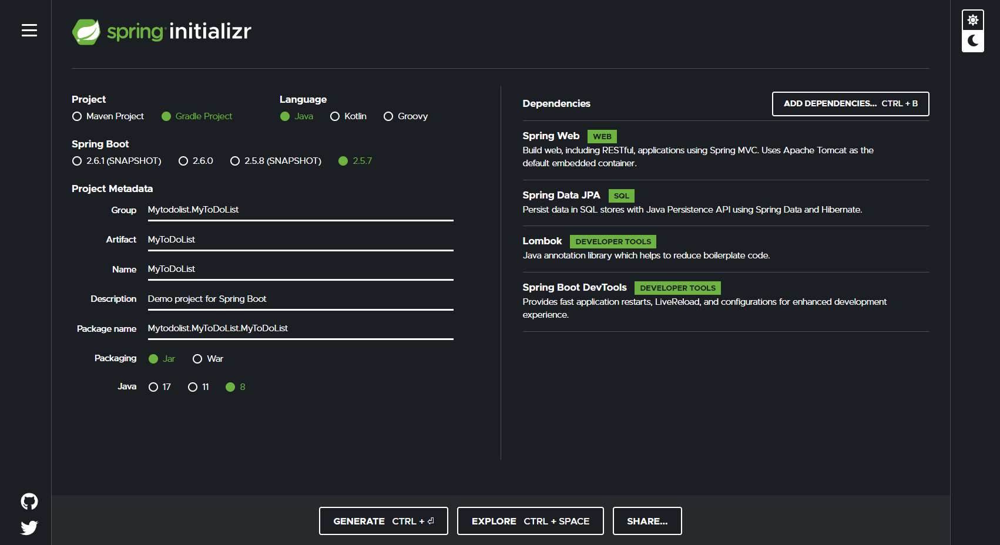 spring initializr
Project
Maven Project Gradle Project
Language
Java Kotlin Groovy
Spring Boot
2.6.1 (SNAPSHOT) 2.6.0 2.5.8 (SNAPSHOT) 2.5.7
Project Metadata
Group Mytodolist.MyToDoList
Artifact MyToDoList
Name MyToDoList
Description Demo project for Spring Boot
Package name Mytodolist.MyToDoList.MyToDoList
Packaging Jar War
Java 17 11 8
Dependencies
ADD DEPENDENCIES... CTRL + B
Spring Web WEB
Build web, including RESTful, applications using Spring MVC. Uses Apache Tomcat as the
default embedded container.
Spring Data JPA SQL
Persist data in SQL stores with Java Persistence API using Spring Data and Hibernate.
Lombok DEVELOPER TOOLS
Java annotation library which helps to reduce boilerplate code.
Spring Boot DevTools DEVELOPER TOOLS
Provides fast application restarts, LiveReload, and configurations for enhanced development
experience.
GENERATE CTRL + ⏎
EXPLORE CTRL + SPACE
SHARE...